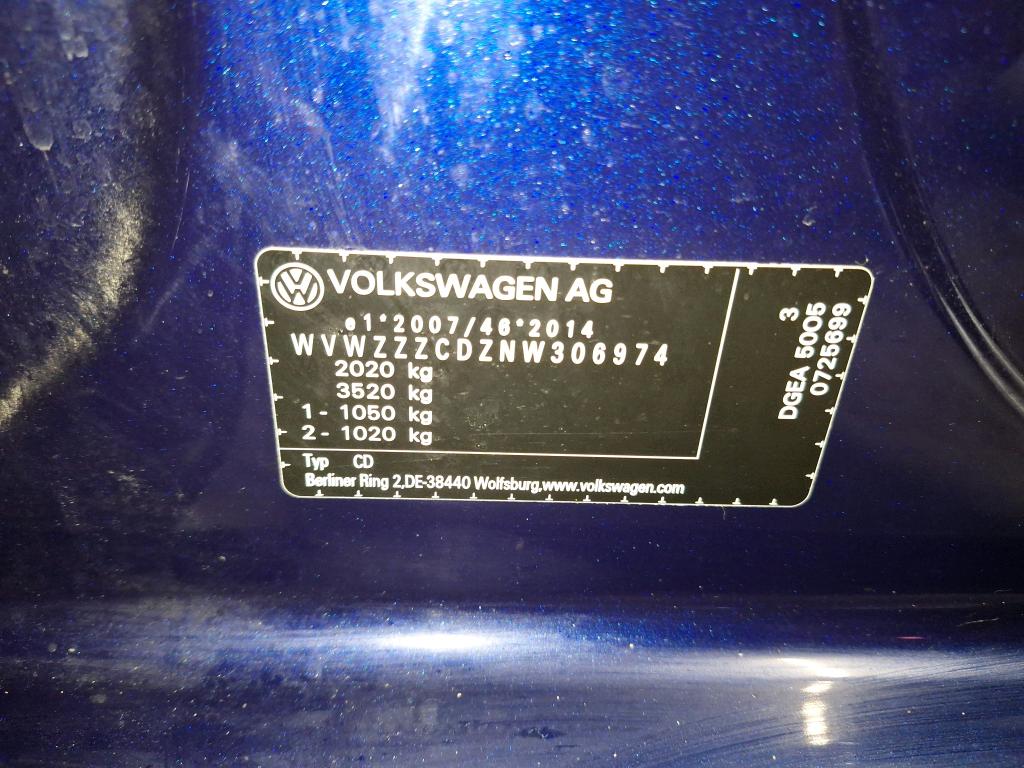 VOLKSWAGEN AG
e1*2007/46*2014
WVWZZZCDZNW306974
2020 kg
3520 kg
1 - 1050 kg
2 - 1020 kg
Typ CD
Berliner Ring 2,DE-38440 Wolfsburg,www.volkswagen.com
3
DGEA 5005
0725699